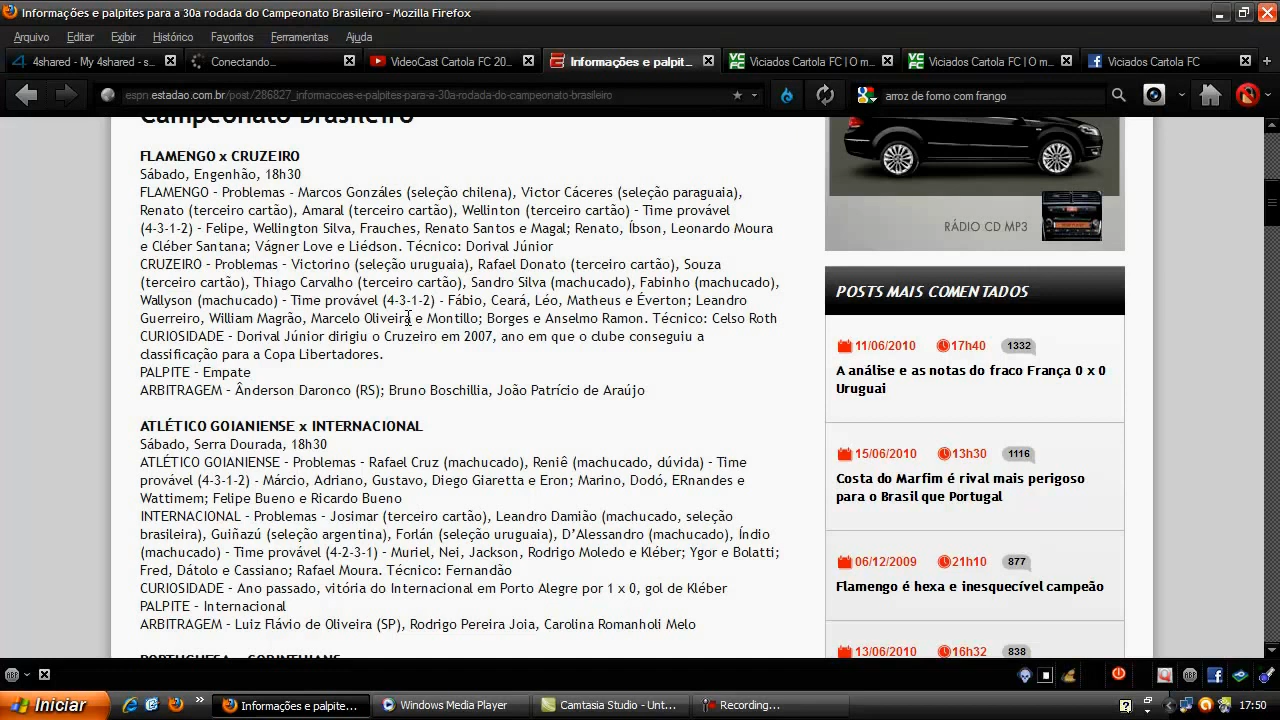 Informações e palpites para a 30a rodada do Campeonato Brasileiro - Mozilla Firefox
Arquivo Editar Exibir Histórico Favoritos Ferramentas Ajuda
4shared - My 4shared - s...
Conectando...
VideoCast Cartola FC 20...
Informações e palpit...
Viciados Cartola FC | O m...
Viciados Cartola FC | O m...
Viciados Cartola FC
espn.estadao.com.br/post/286827_informacoes-e-palpites-para-a-30a-rodada-do-campeonato-brasileiro
arroz de forno com frango
Campeonato Brasileiro
FLAMENGO x CRUZEIRO
Sábado, Engenhão, 18h30
FLAMENGO - Problemas - Marcos Gonzáles (seleção chilena), Victor Cáceres (seleção paraguaia),
Renato (terceiro cartão), Amaral (terceiro cartão), Wellinton (terceiro cartão) - Time provável
(4-3-1-2) - Felipe, Wellington Silva, Frauches, Renato Santos e Magal; Renato, Íbson, Leonardo Moura
e Cléber Santana; Vágner Love e Liédson. Técnico: Dorival Júnior
CRUZEIRO - Problemas - Victorino (seleção uruguaia), Rafael Donato (terceiro cartão), Souza
(terceiro cartão), Thiago Carvalho (terceiro cartão), Sandro Silva (machucado), Fabinho (machucado),
Wallyson (machucado) - Time provável (4-3-1-2) - Fábio, Ceará, Léo, Matheus e Éverton; Leandro
Guerreiro, William Magrão, Marcelo Oliveira e Montillo; Borges e Anselmo Ramon. Técnico: Celso Roth
CURIOSIDADE - Dorival Júnior dirigiu o Cruzeiro em 2007, ano em que o clube conseguiu a
classificação para a Copa Libertadores.
PALPITE - Empate
ARBITRAGEM - Ânderson Daronco (RS); Bruno Boschillia, João Patrício de Araújo
ATLÉTICO GOIANIENSE x INTERNACIONAL
Sábado, Serra Dourada, 18h30
ATLÉTICO GOIANIENSE - Problemas - Rafael Cruz (machucado), Reniê (machucado, dúvida) - Time
provável (4-3-1-2) - Márcio, Adriano, Gustavo, Diego Giaretta e Eron; Marino, Dodó, ERnandes e
Wattimem; Felipe Bueno e Ricardo Bueno
INTERNACIONAL - Problemas - Josimar (terceiro cartão), Leandro Damião (machucado, seleção
brasileira), Guiñazú (seleção argentina), Forlán (seleção uruguaia), D'Alessandro (machucado), Índio
(machucado) - Time provável (4-2-3-1) - Muriel, Nei, Jackson, Rodrigo Moledo e Kléber; Ygor e Bolatti;
Fred, Dátolo e Cassiano; Rafael Moura. Técnico: Fernandão
CURIOSIDADE - Ano passado, vitória do Internacional em Porto Alegre por 1 x 0, gol de Kléber
PALPITE - Internacional
ARBITRAGEM - Luiz Flávio de Oliveira (SP), Rodrigo Pereira Joia, Carolina Romanholi Melo
PORTUGUESA x CORINTHIANS
RÁDIO CD MP3
POSTS MAIS COMENTADOS
11/06/2010 17h40 1332
A análise e as notas do fraco França 0 x 0
Uruguai
15/06/2010 13h30 1116
Costa do Marfim é rival mais perigoso
para o Brasil que Portugal
06/12/2009 21h10 877
Flamengo é hexa e inesquecível campeão
13/06/2010 16h32 838
Iniciar
Informações e palpite...
Windows Media Player
Camtasia Studio - Unt...
Recording...
17:50